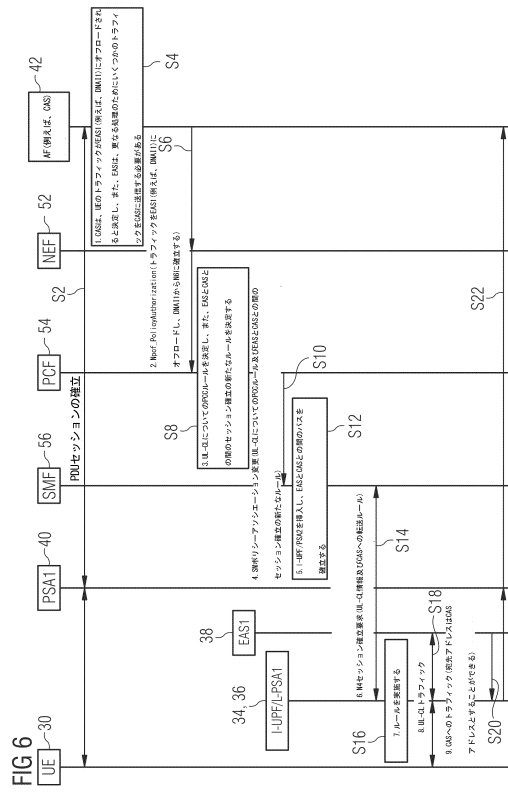 FIG 6
30
UE
34, 36
I-UPF/L-PSA1
38
EAS1
40
PSA1
56
SMF
54
PCF
52
NEF
42
AF(例えば、CAS)
PDUセッションの確立
S2
1.CASは、UEのトラフィックがEAS1(例えば、DNAI1)にオフロードされ
ると決定し、また、EASは、更なる処理のためにいくつかのトラフィ
ックをCASに送信する必要がある
S4
2.Npcf_PolicyAuthorization(トラフィックをEAS1(例えば、DNAI1)に
オフロードし、DNAI1からN6に確立する)
S6
3.UL-CLについてのPCCルールを決定し、また、EASとCASと
の間のセッション確立の新たなルールを決定する
S8
4.SMポリシーアソシエーション変更(UL-CLについてのPCCルール及びEASとCASとの間の
セッション確立の新たなルール)
S10
5.I-UPF/PSA2を挿入し、EASとCASとの間のパスを
確立する
S12
6.N4セッション確立要求(UL-CL情報及びCASへの転送ルール)
S14
7.ルールを実施する
S16
8.UL-CLトラフィック
S18
9.CASへのトラフィック(宛先アドレスはCAS
アドレスとすることができる)
S20
S22